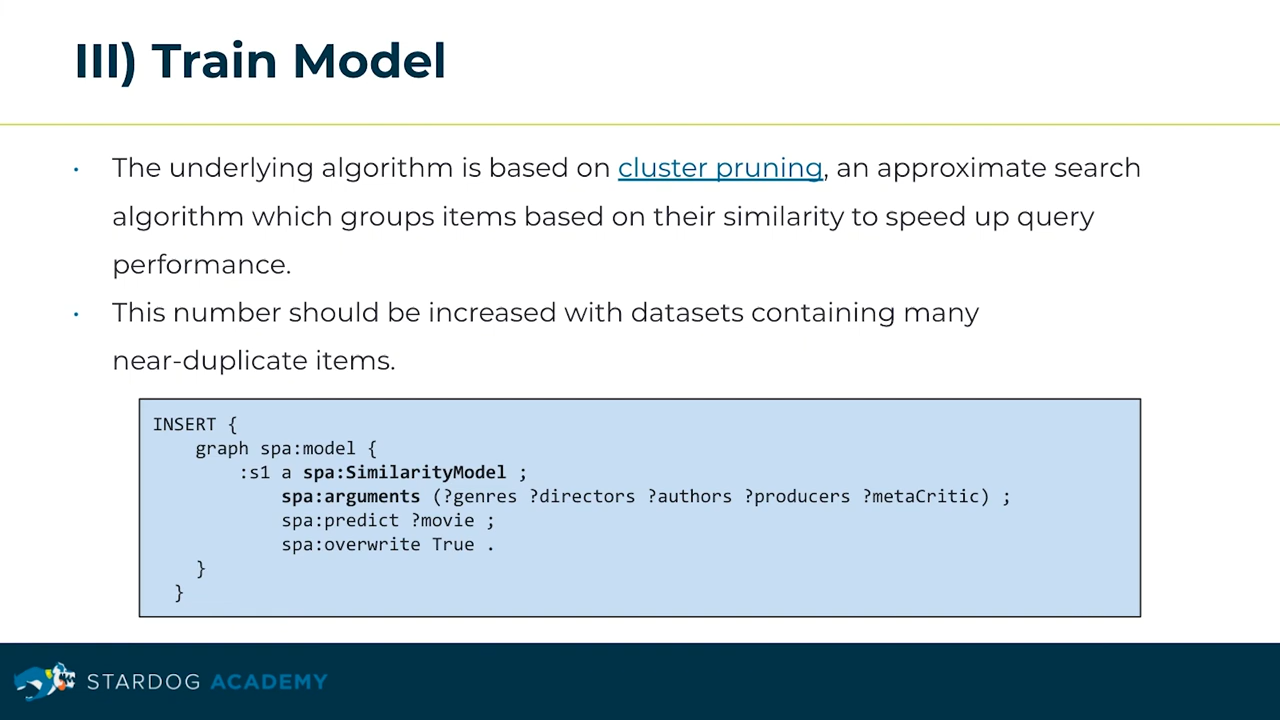 III) Train Model
· The underlying algorithm is based on cluster pruning, an approximate search
algorithm which groups items based on their similarity to speed up query
performance.
· This number should be increased with datasets containing many
near-duplicate items.
INSERT {
    graph spa:model {
        :s1 a spa:SimilarityModel ;
            spa:arguments (?genres ?directors ?authors ?producers ?metaCritic) ;
            spa:predict ?movie ;
            spa:overwrite True .
    }
  }
STARDOG ACADEMY